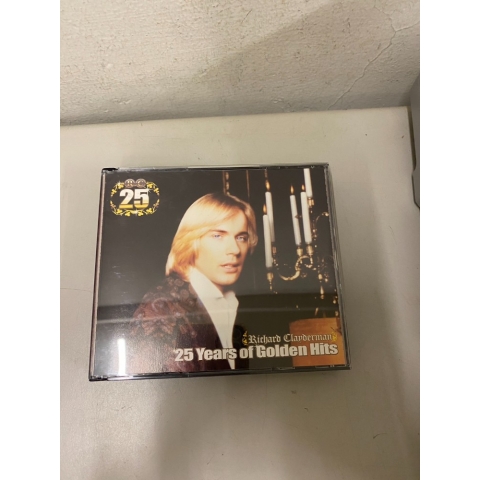 25
Richard Clayderman
25 Years of Golden Hits